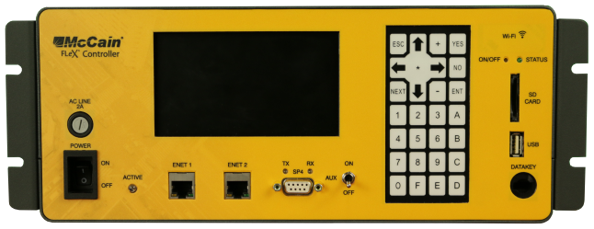 McCain®
FLeX Controller
AC LINE
2A
POWER
ON
OFF
ACTIVE
ENET 1
ENET 2
TX
RX
SP4
AUX
ON
OFF
ESC
+
YES
NO
NEXT
-
ENT
1 2 3 A
4 5 6 B
7 8 9 C
0 F E D
Wi-Fi
ON/OFF
STATUS
SD
CARD
USB
DATAKEY